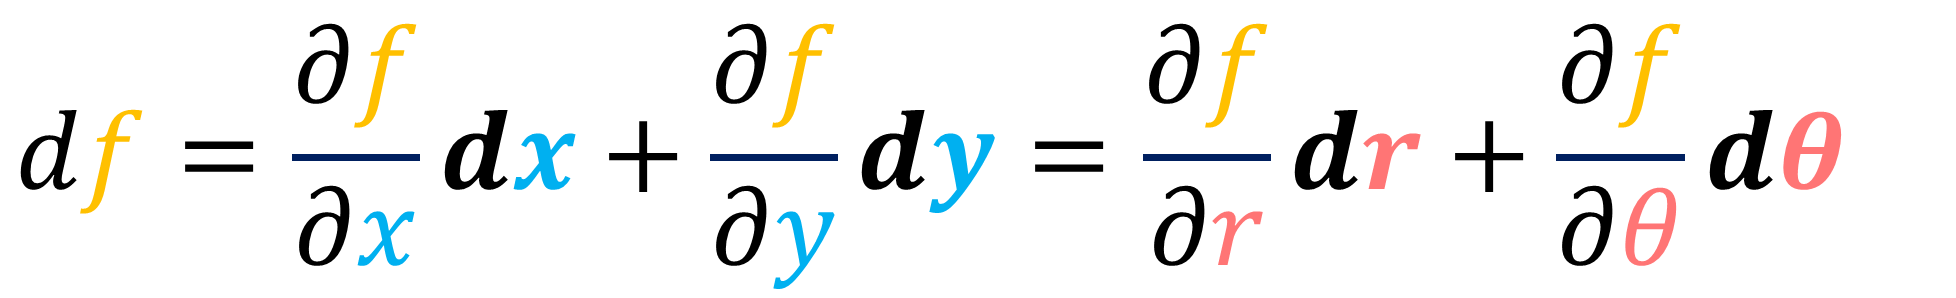 df = ∂f/∂x dx + ∂f/∂y dy = ∂f/∂r dr + ∂f/∂θ dθ